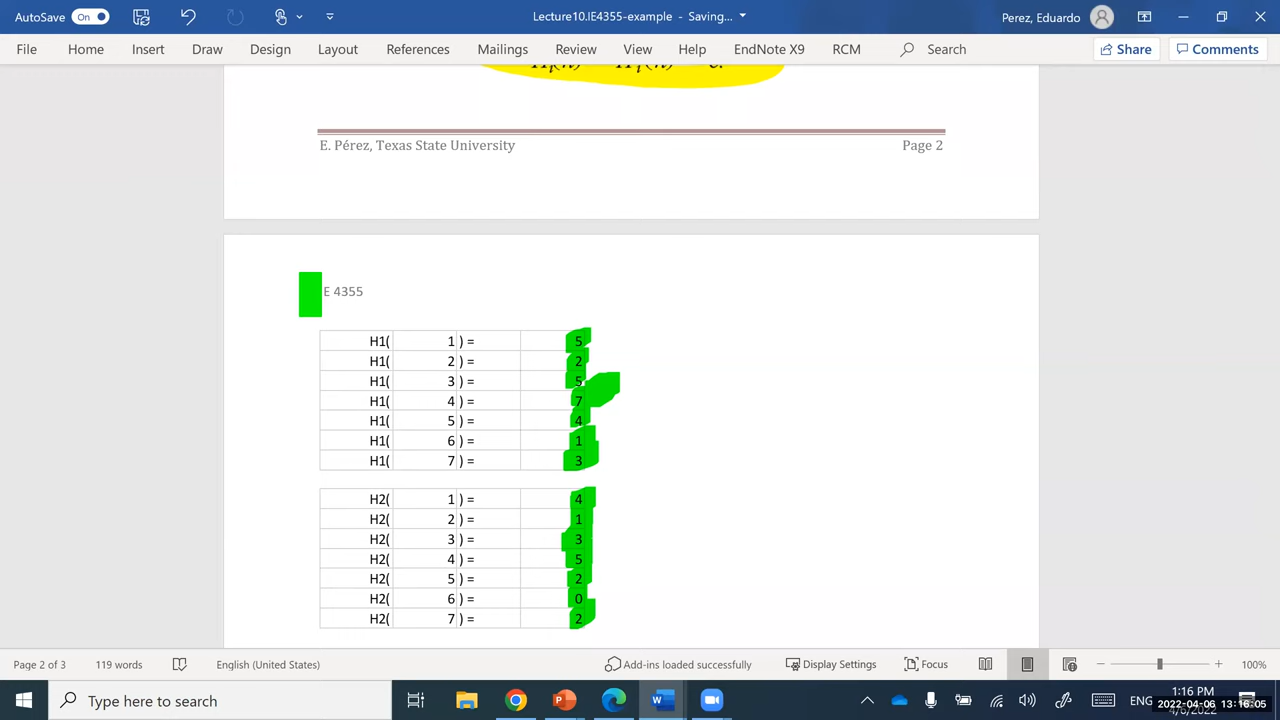 AutoSave On Lecture10.IE4355-example - Saving... Perez, Eduardo
File Home Insert Draw Design Layout References Mailings Review View Help EndNote X9 RCM Search Share Comments
E. Pérez, Texas State University Page 2
E 4355
H1( 1 ) = 5
H1( 2 ) = 2
H1( 3 ) = 5
H1( 4 ) = 7
H1( 5 ) = 4
H1( 6 ) = 1
H1( 7 ) = 3
H2( 1 ) = 4
H2( 2 ) = 1
H2( 3 ) = 3
H2( 4 ) = 5
H2( 5 ) = 2
H2( 6 ) = 0
H2( 7 ) = 2
Page 2 of 3 119 words English (United States) Add-ins loaded successfully Display Settings Focus 100%
Type here to search ENG 1:16 PM
2022-04-06 13:16:05